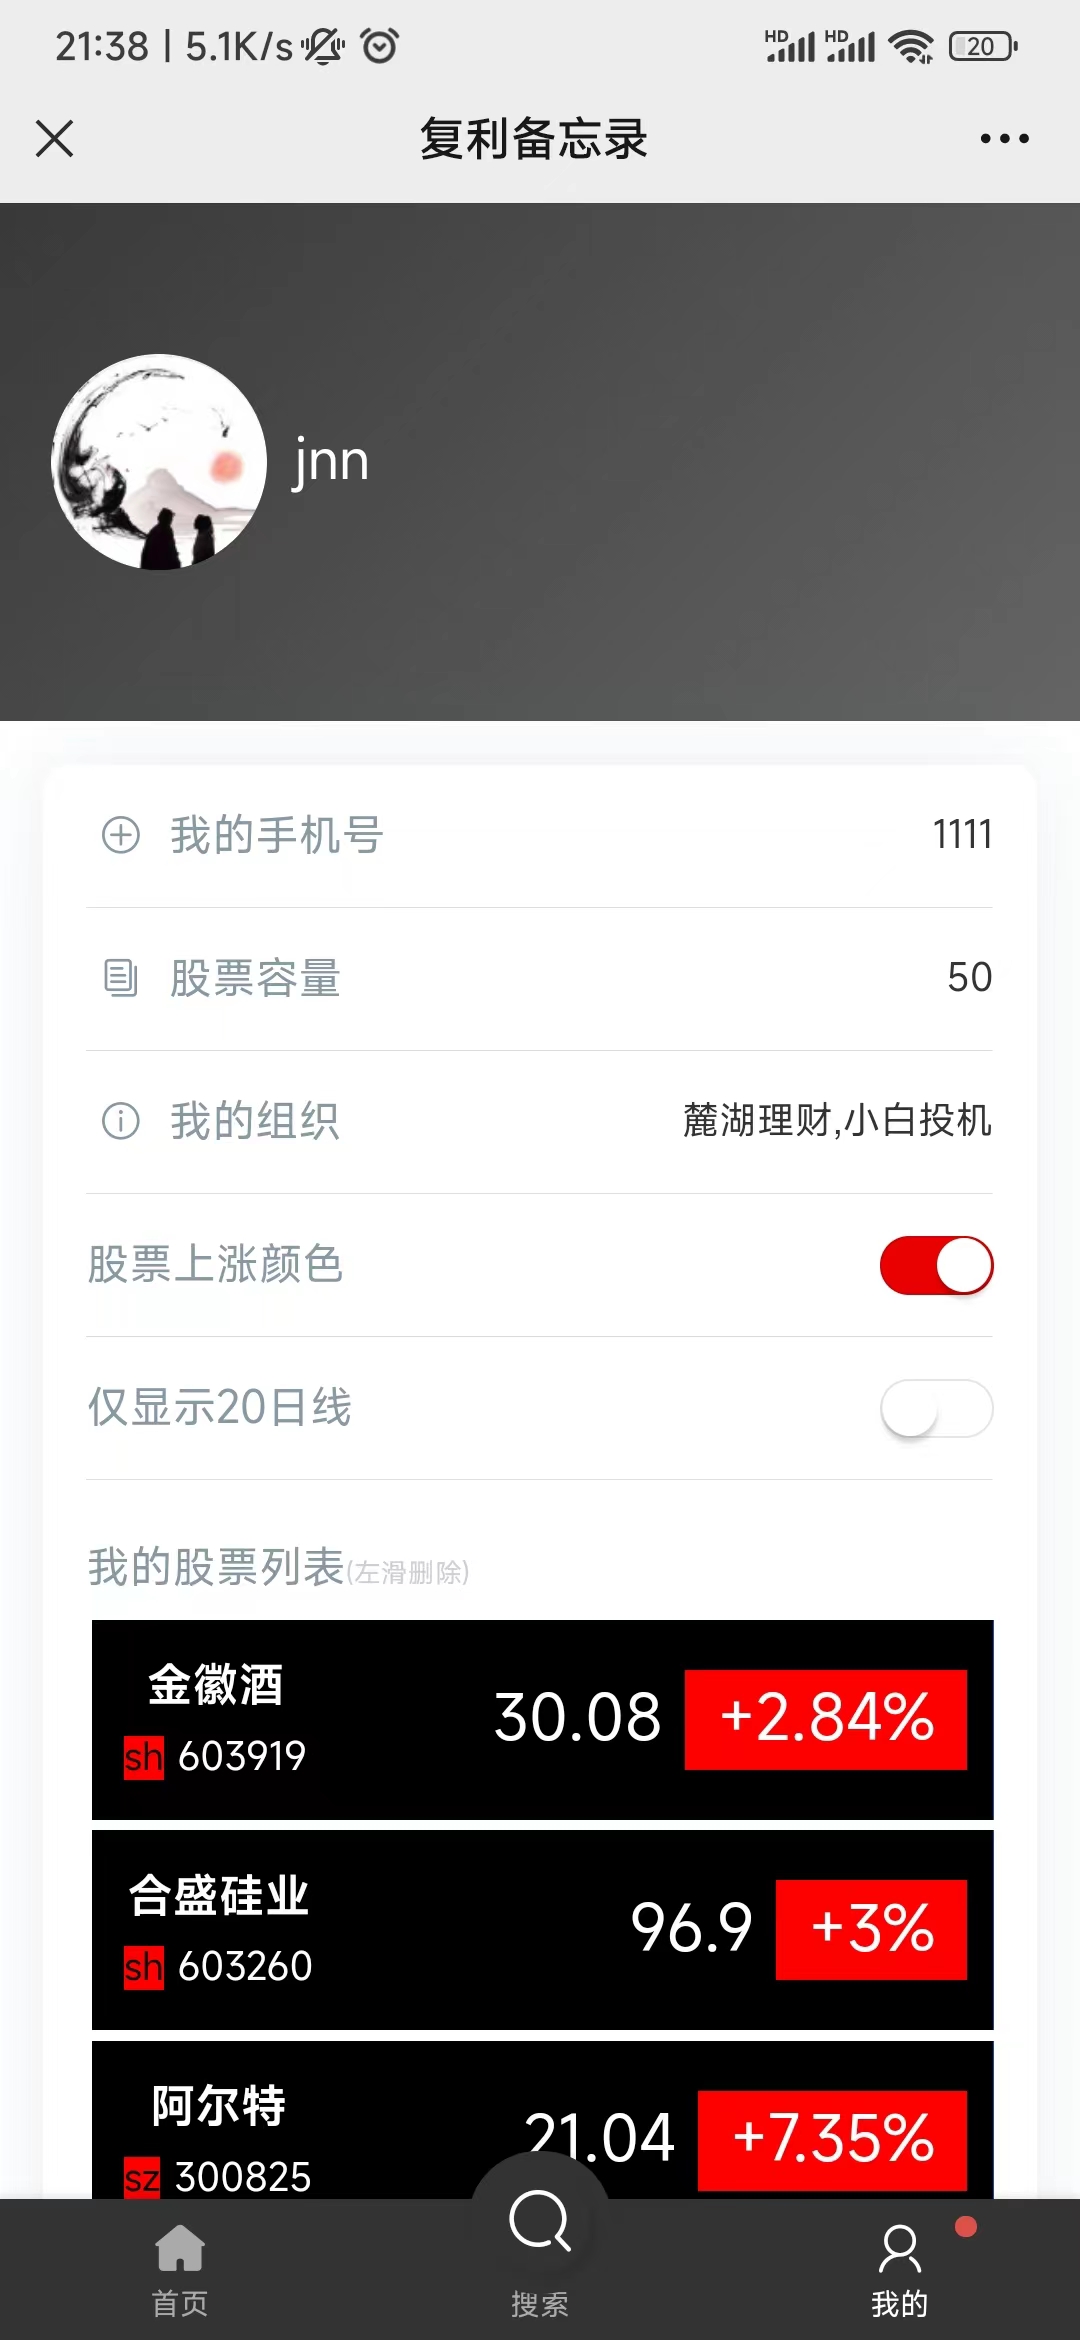 21:38 | 5.1K/s HD HD 20
复利备忘录
jnn
我的手机号 1111
股票容量 50
我的组织 麓湖理财,小白投机
股票上涨颜色
仅显示20日线
我的股票列表(左滑删除)
金徽酒
30.08 +2.84%
sh 603919
合盛硅业
96.9 +3%
sh 603260
阿尔特
21.04 +7.35%
sz 300825
首页 搜索 我的